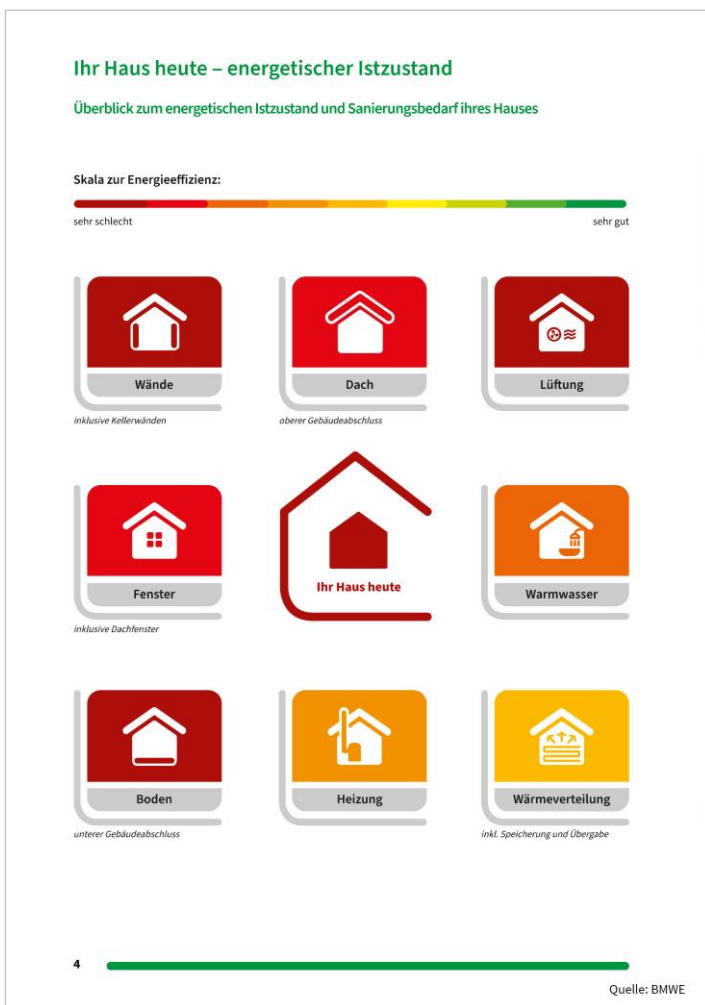 Ihr Haus heute – energetischer Istzustand
Überblick zum energetischen Istzustand und Sanierungsbedarf ihres Hauses
Skala zur Energieeffizienz:
sehr schlecht
sehr gut
Wände
Dach
Lüftung
inklusive Kellerwänden
oberer Gebäudeabschluss
Ihr Haus heute
Fenster
Warmwasser
inklusive Dachfenster
Boden
Heizung
Wärmeverteilung
unterer Gebäudeabschluss
inkl. Speicherung und Übergabe
4
Quelle: BMWE